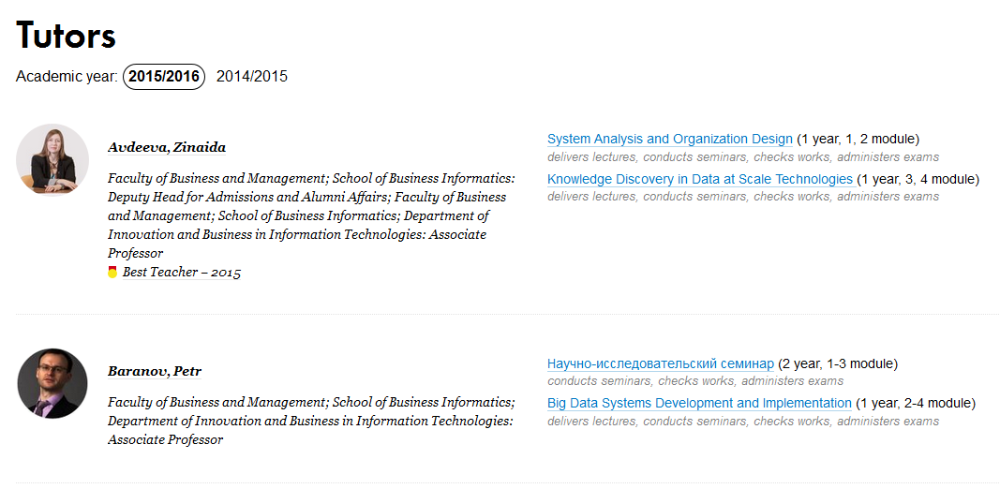 Tutors
Academic year: 2015/2016 2014/2015
Avdeeva, Zinaida
Faculty of Business and Management; School of Business Informatics:
Deputy Head for Admissions and Alumni Affairs; Faculty of Business
and Management; School of Business Informatics; Department of
Innovation and Business in Information Technologies: Associate
Professor
Best Teacher – 2015
System Analysis and Organization Design (1 year, 1, 2 module)
delivers lectures, conducts seminars, checks works, administers exams
Knowledge Discovery in Data at Scale Technologies (1 year, 3, 4 module)
delivers lectures, conducts seminars, checks works, administers exams
Baranov, Petr
Faculty of Business and Management; School of Business Informatics;
Department of Innovation and Business in Information Technologies:
Associate Professor
Научно-исследовательский семинар (2 year, 1-3 module)
conducts seminars, checks works, administers exams
Big Data Systems Development and Implementation (1 year, 2-4 module)
delivers lectures, conducts seminars, checks works, administers exams